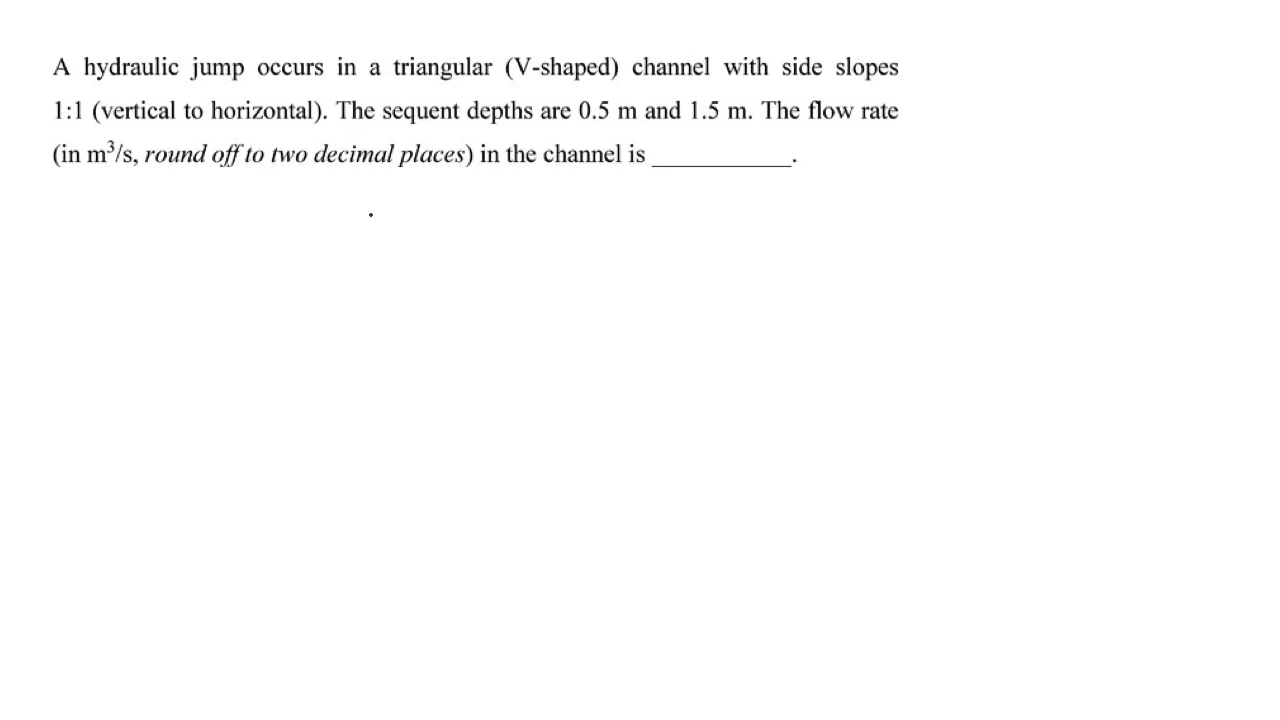 A hydraulic jump occurs in a triangular (V-shaped) channel with side slopes
1:1 (vertical to horizontal). The sequent depths are 0.5 m and 1.5 m. The flow rate
(in m³/s, round off to two decimal places) in the channel is ___________.